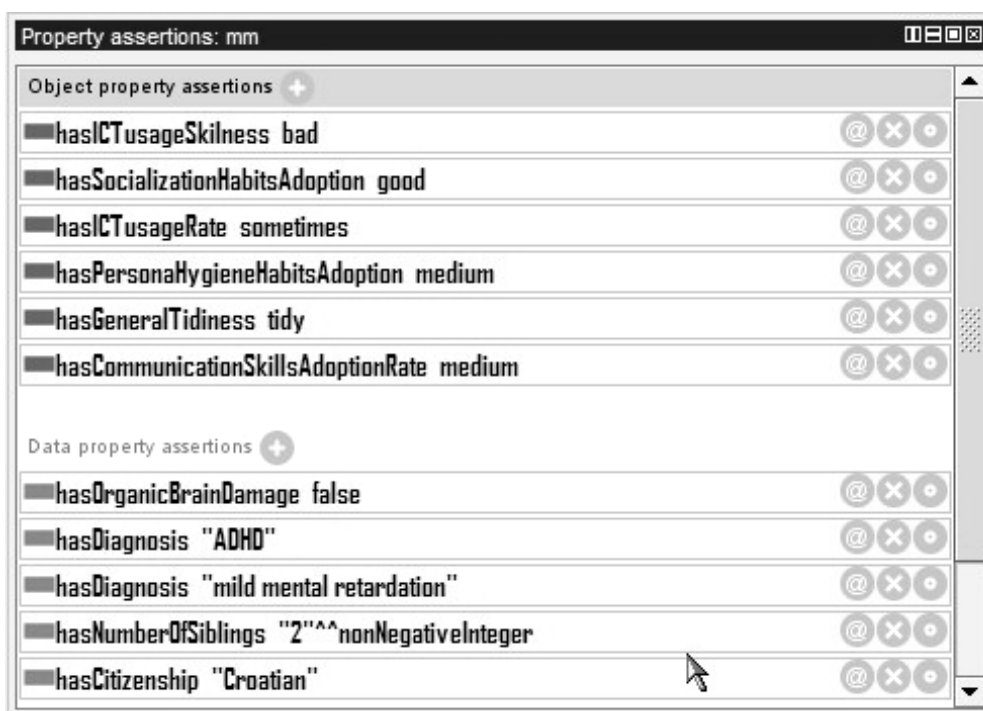 Property assertions: mm
Object property assertions
hasICTusageSkilness bad
hasSocializationHabitsAdoption good
hasICTusageRate sometimes
hasPersonaHygieneHabitsAdoption medium
hasGeneralTidiness tidy
hasCommunicationSkillsAdoptionRate medium
Data property assertions
hasOrganicBrainDamage false
hasDiagnosis "ADHD"
hasDiagnosis "mild mental retardation"
hasNumberOfSiblings "2"^^nonNegativeInteger
hasCitizenship "Croatian"